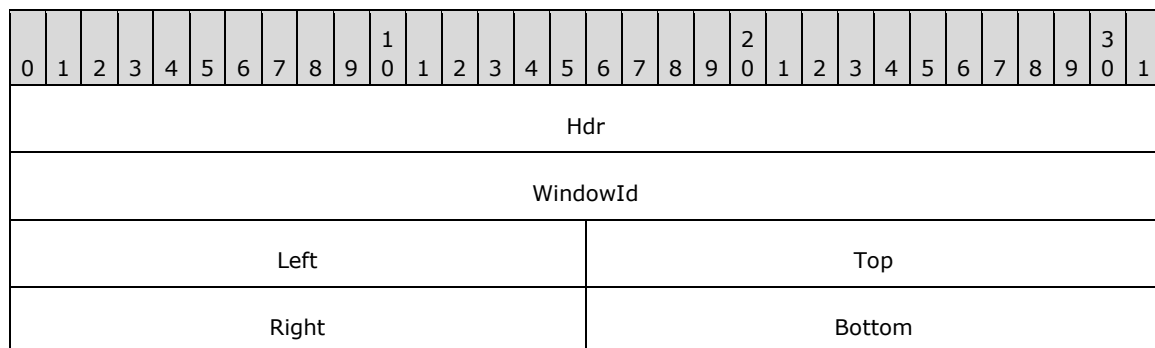 1 2 3
0 1 2 3 4 5 6 7 8 9 0 1 2 3 4 5 6 7 8 9 0 1 2 3 4 5 6 7 8 9 0 1
Hdr
WindowId
Left Top
Right Bottom